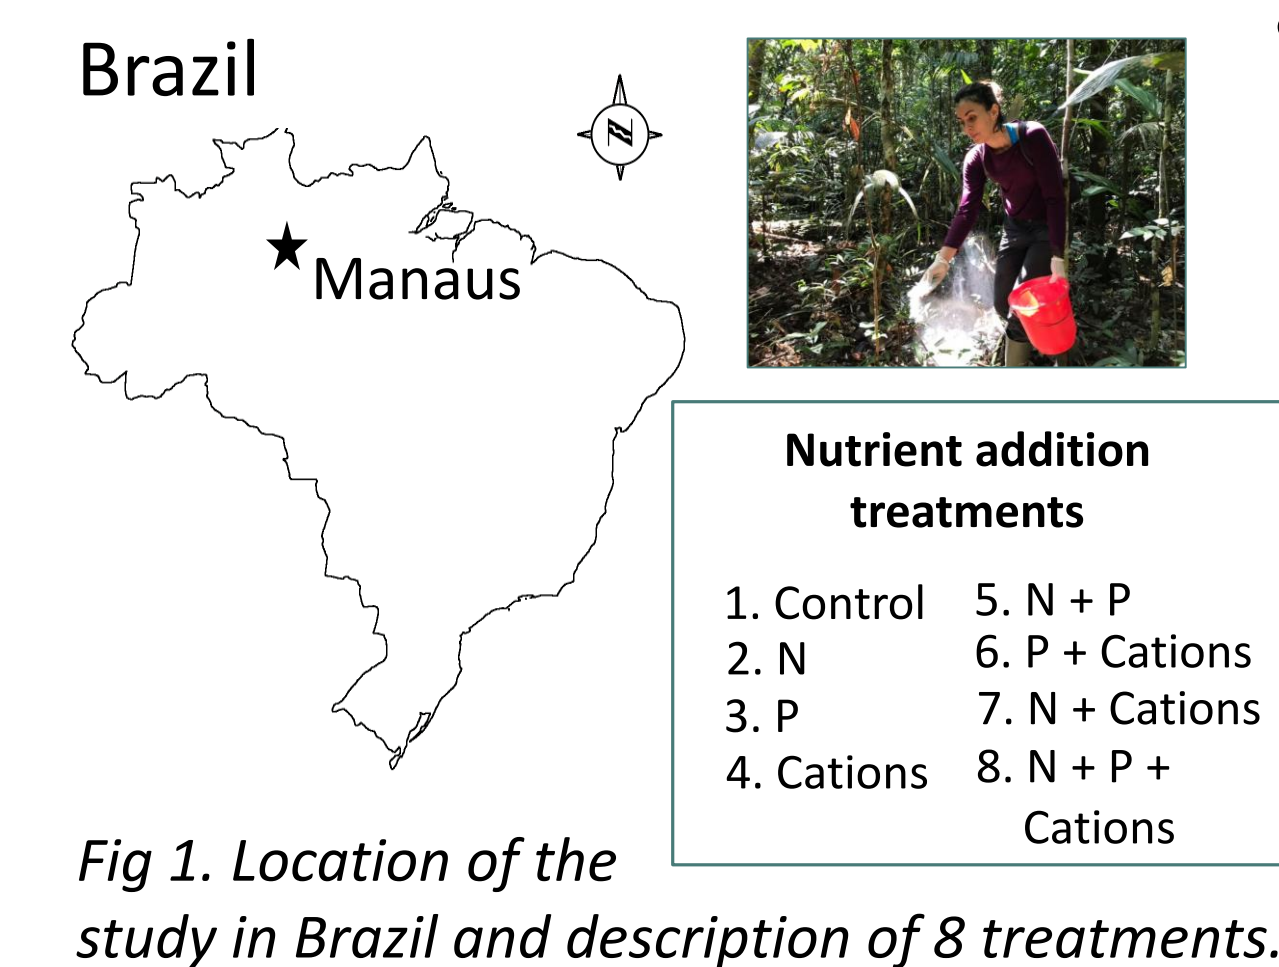 Brazil
N
Manaus
Nutrient addition
treatments
1. Control
2. N
3. P
4. Cations
5. N + P
6. P + Cations
7. N + Cations
8. N + P +
Cations
Fig 1. Location of the
study in Brazil and description of 8 treatments.